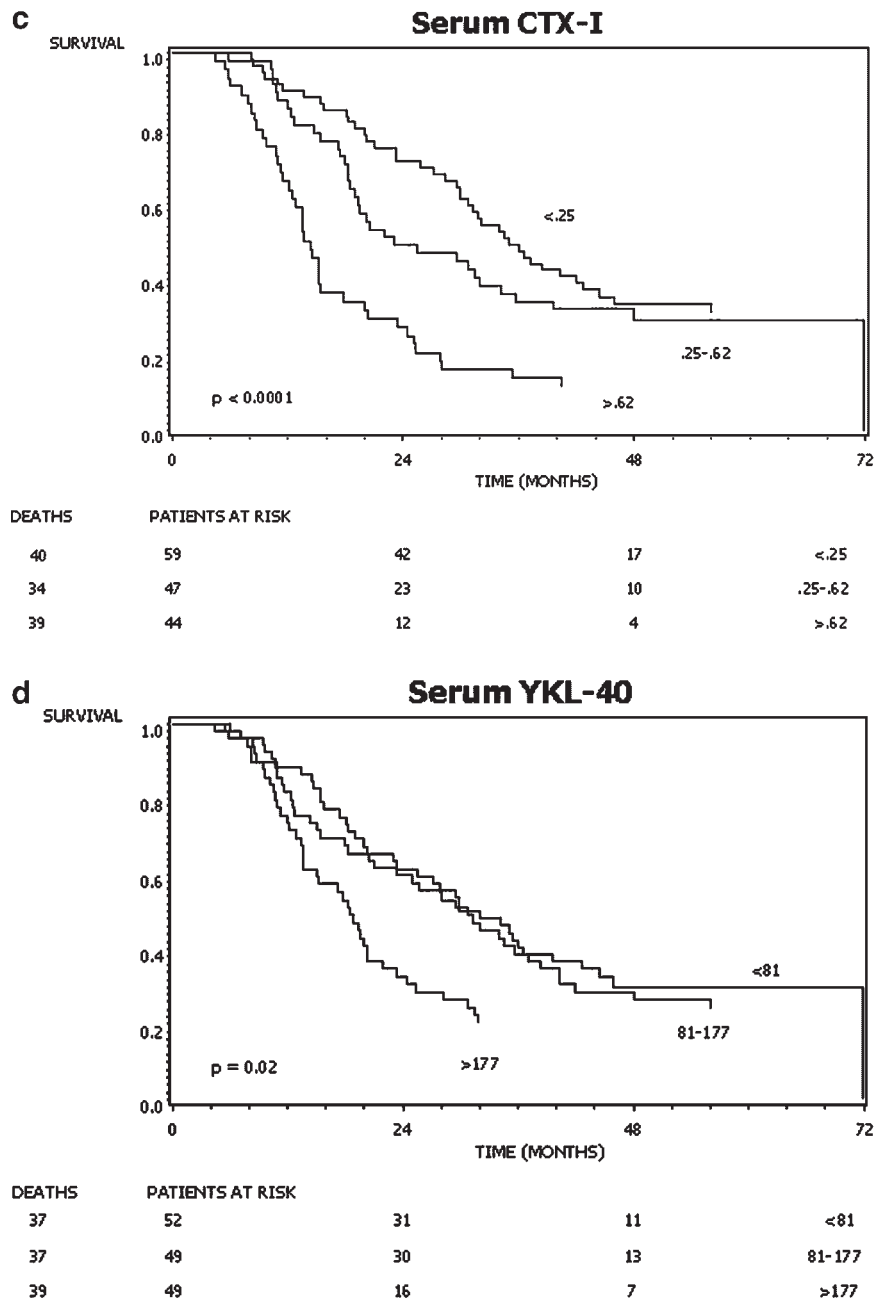 c
Serum CTX-I
SURVIVAL
1.0
0.8
0.6
0.4
0.2
0.0
<.25
.25-.62
>.62
p < 0.0001
0 24 48 72
TIME (MONTHS)
DEATHS PATIENTS AT RISK
40 59 42 17 <.25
34 47 23 10 .25-.62
39 44 12 4 >.62
d
Serum YKL-40
SURVIVAL
1.0
0.8
0.6
0.4
0.2
0.0
<81
81-177
>177
p = 0.02
0 24 48 72
TIME (MONTHS)
DEATHS PATIENTS AT RISK
37 52 31 11 <81
37 49 30 13 81-177
39 49 16 7 >177